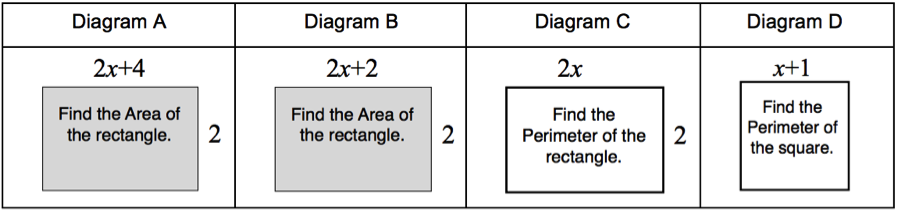 Diagram A
Diagram B
Diagram C
Diagram D
2x+4
Find the Area of
the rectangle.
2
2x+2
Find the Area of
the rectangle.
2
2x
Find the
Perimeter of the
rectangle.
2
x+1
Find the
Perimeter of
the square.